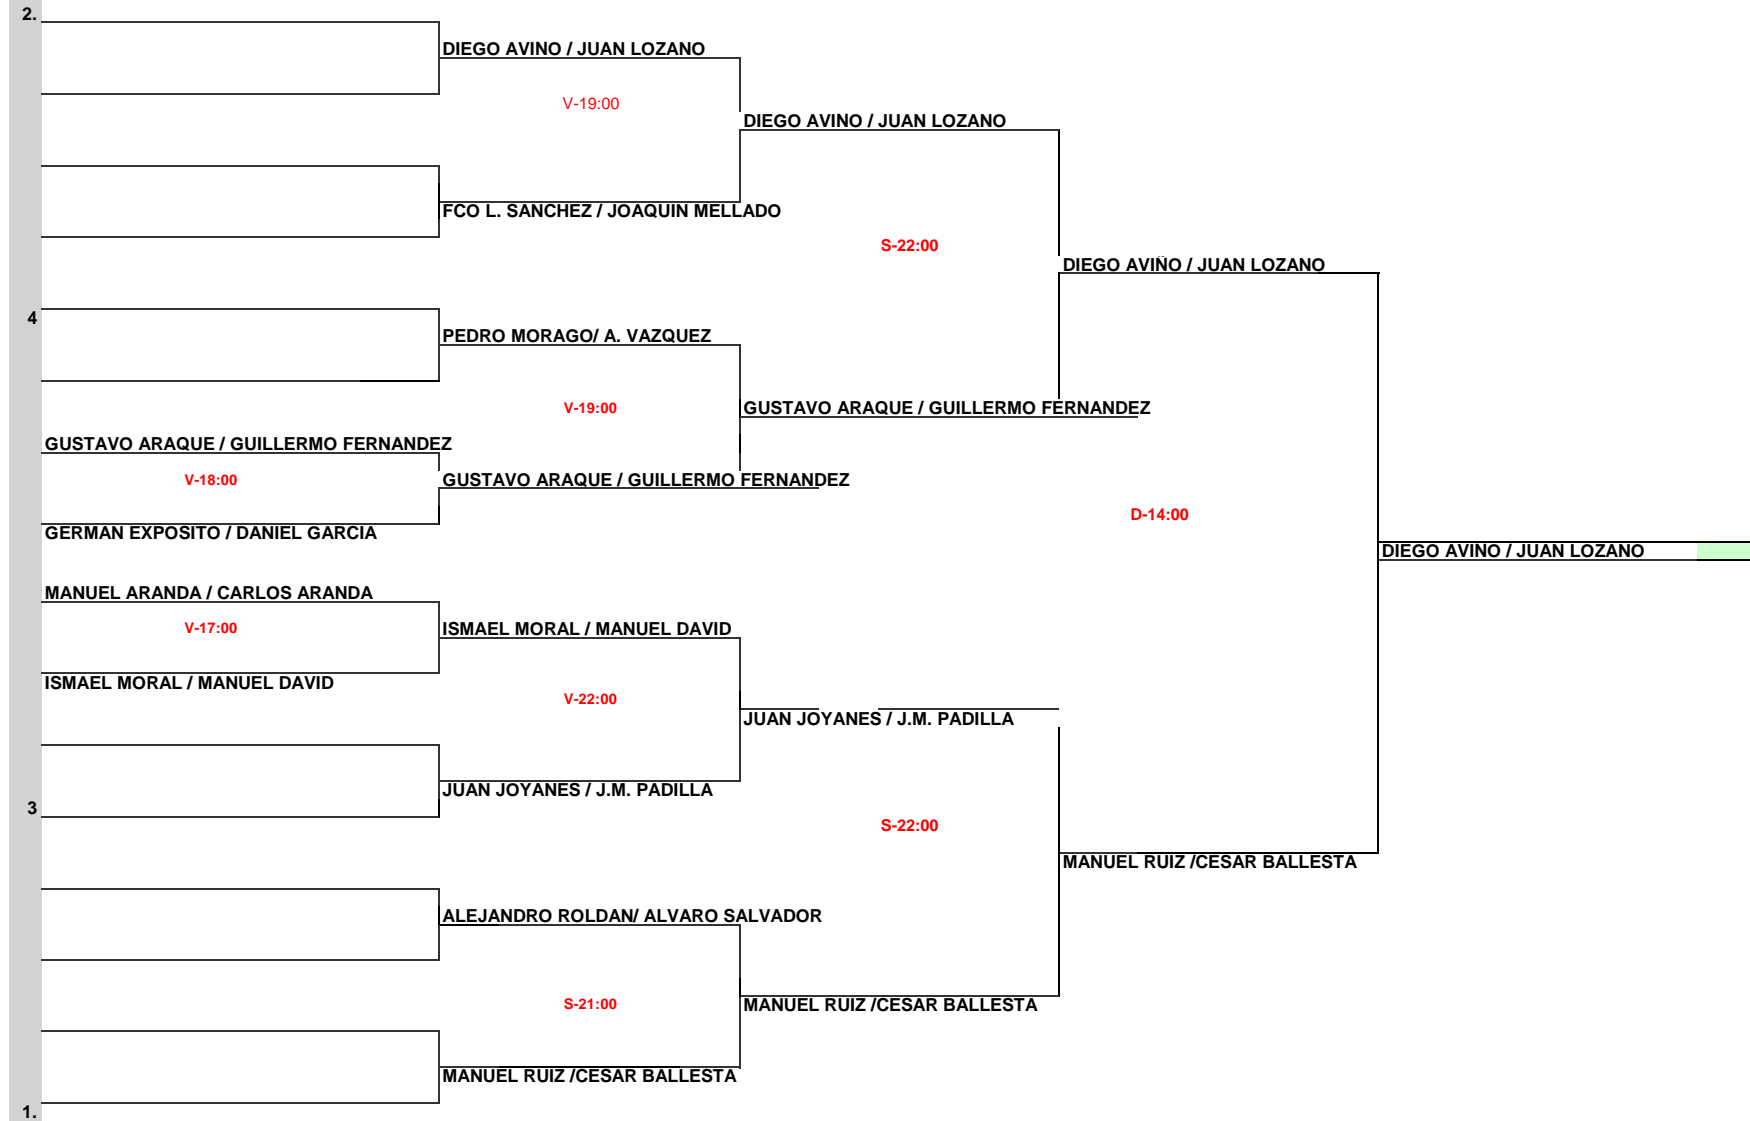 2.
DIEGO AVINO / JUAN LOZANO
V-19:00
DIEGO AVINO / JUAN LOZANO
FCO L. SANCHEZ / JOAQUIN MELLADO
S-22:00
DIEGO AVIÑO / JUAN LOZANO
4
PEDRO MORAGO/ A. VAZQUEZ
V-19:00
GUSTAVO ARAQUE / GUILLERMO FERNANDEZ
GUSTAVO ARAQUE / GUILLERMO FERNANDEZ
V-18:00
GUSTAVO ARAQUE / GUILLERMO FERNANDEZ
D-14:00
GERMAN EXPOSITO / DANIEL GARCIA
DIEGO AVINO / JUAN LOZANO
MANUEL ARANDA / CARLOS ARANDA
V-17:00
ISMAEL MORAL / MANUEL DAVID
ISMAEL MORAL / MANUEL DAVID
V-22:00
JUAN JOYANES / J.M. PADILLA
JUAN JOYANES / J.M. PADILLA
3
S-22:00
MANUEL RUIZ /CESAR BALLESTA
ALEJANDRO ROLDAN/ ALVARO SALVADOR
S-21:00
MANUEL RUIZ /CESAR BALLESTA
MANUEL RUIZ /CESAR BALLESTA
1.